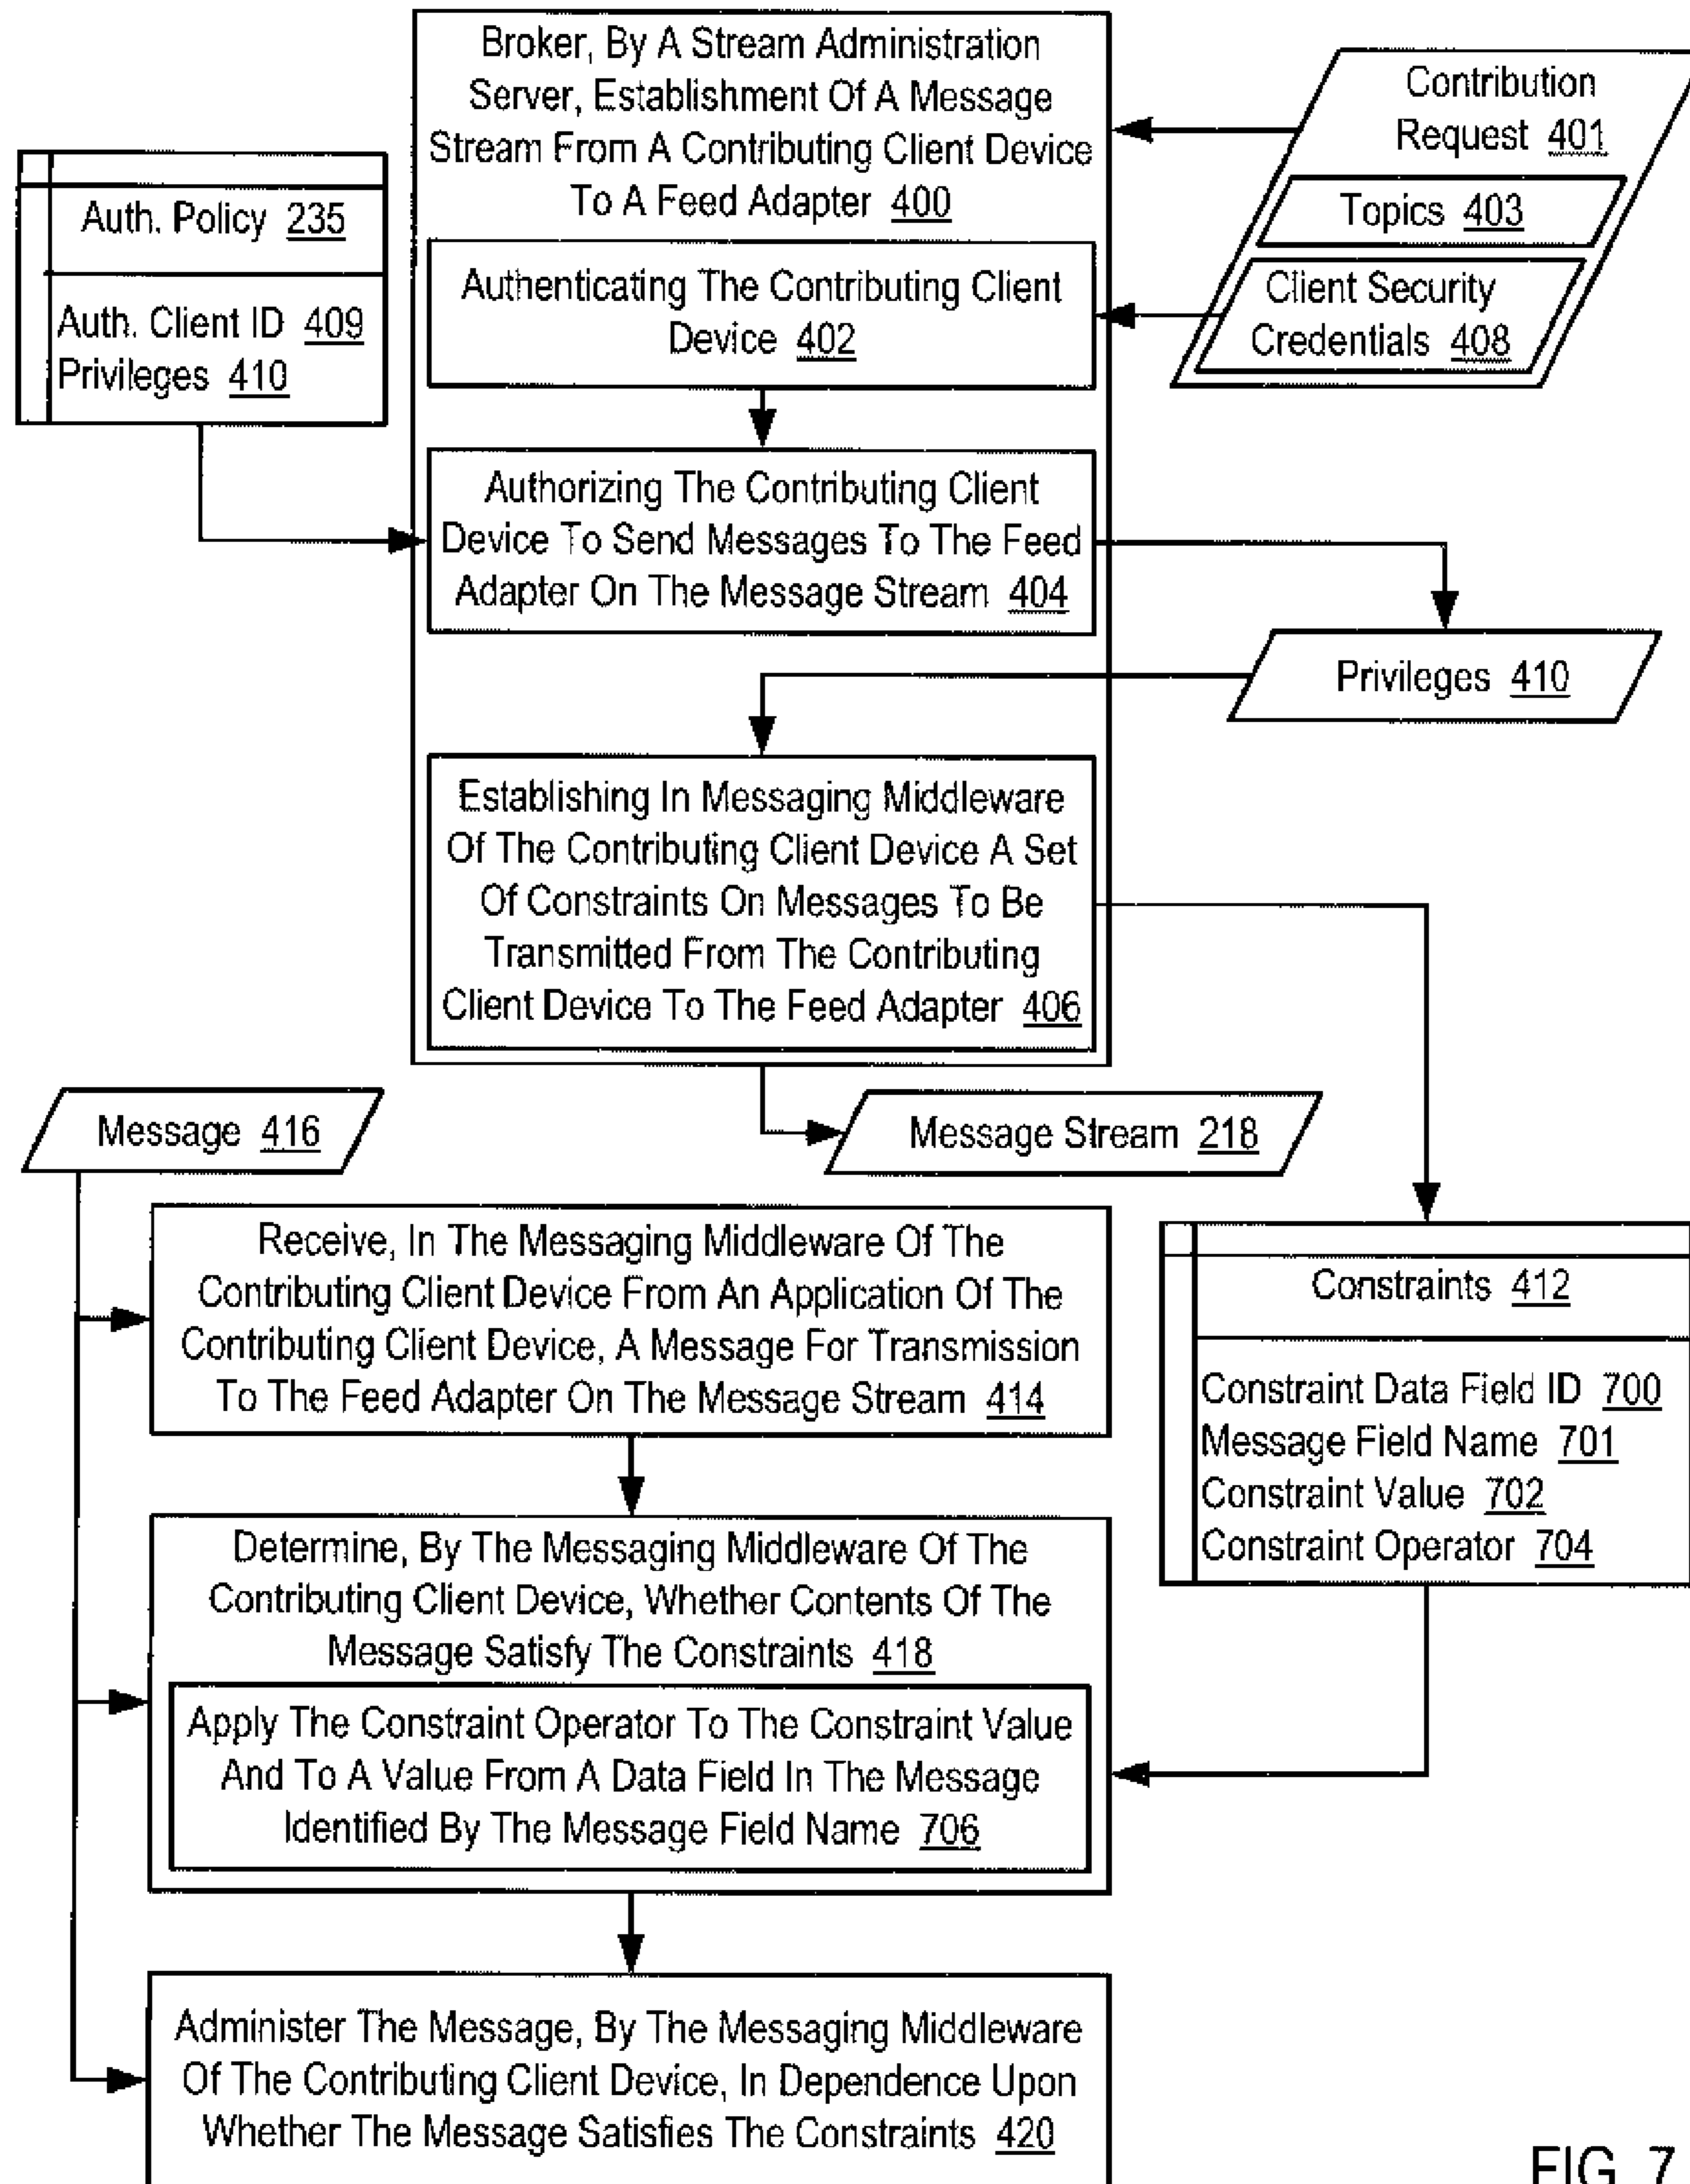 Broker, By A Stream Administration
Server, Establishment Of A Message
Stream From A Contributing Client Device
To A Feed Adapter 400
Contribution
Request 401
Topics 403
Client Security
Credentials 408
Auth. Policy 235
Auth. Client ID 409
Privileges 410
Authenticating The Contributing Client
Device 402
Authorizing The Contributing Client
Device To Send Messages To The Feed
Adapter On The Message Stream 404
Privileges 410
Establishing In Messaging Middleware
Of The Contributing Client Device A Set
Of Constraints On Messages To Be
Transmitted From The Contributing
Client Device To The Feed Adapter 406
Message 416
Message Stream 218
Receive, In The Messaging Middleware Of The
Contributing Client Device From An Application Of The
Contributing Client Device, A Message For Transmission
To The Feed Adapter On The Message Stream 414
Constraints 412
Constraint Data Field ID 700
Message Field Name 701
Constraint Value 702
Constraint Operator 704
Determine, By The Messaging Middleware Of The
Contributing Client Device, Whether Contents Of The
Message Satisfy The Constraints 418
Apply The Constraint Operator To The Constraint Value
And To A Value From A Data Field In The Message
Identified By The Message Field Name 706
Administer The Message, By The Messaging Middleware
Of The Contributing Client Device, In Dependence Upon
Whether The Message Satisfies The Constraints 420
FIG. 7